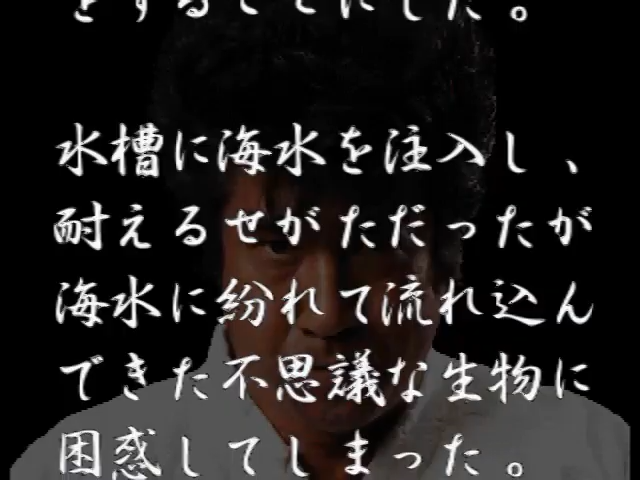 をすることにした。
水槽に海水を注入し、
耐えるせがただったが
海水に紛れて流れ込ん
できた不思議な生物に
困惑してしまった。